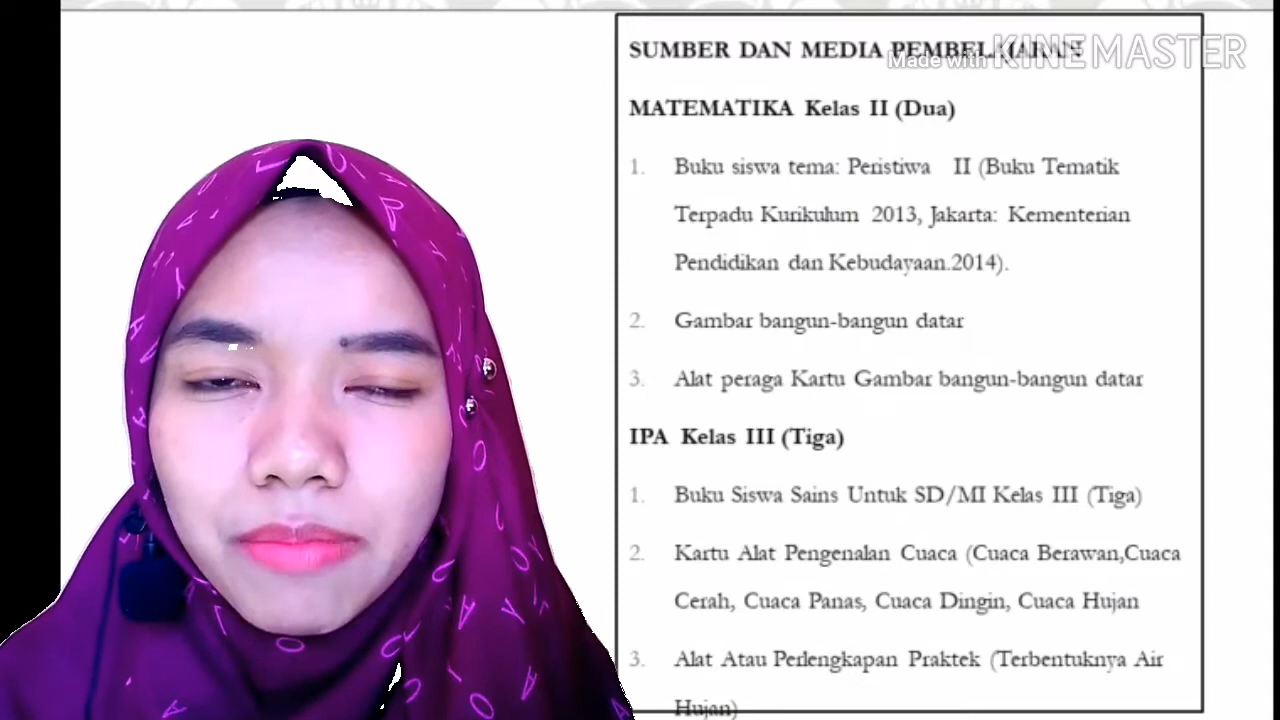 SUMBER DAN MEDIA PEMBELAJARAN
Made with KINEMASTER
MATEMATIKA Kelas II (Dua)
1. Buku siswa tema: Peristiwa II (Buku Tematik
Terpadu Kurikulum 2013, Jakarta: Kementerian
Pendidikan dan Kebudayaan.2014).
2. Gambar bangun-bangun datar
3. Alat peraga Kartu Gambar bangun-bangun datar
IPA Kelas III (Tiga)
1. Buku Siswa Sains Untuk SD/MI Kelas III (Tiga)
2. Kartu Alat Pengenalan Cuaca (Cuaca Berawan,Cuaca
Cerah, Cuaca Panas, Cuaca Dingin, Cuaca Hujan
3. Alat Atau Perlengkapan Praktek (Terbentuknya Air
Hujan)